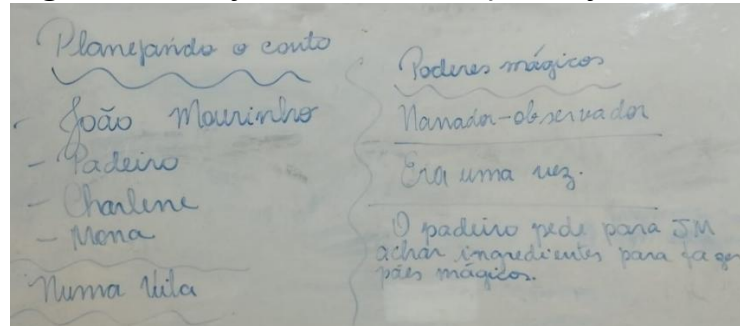 Planejando o conto
- João Mourinho
- Padeiro
- Charlene
- Mona
Numa Vila
Poderes mágicos
Narrador-observador
Era uma vez.
O padeiro pede para JM
achar ingredientes para fazer
pães mágicos.